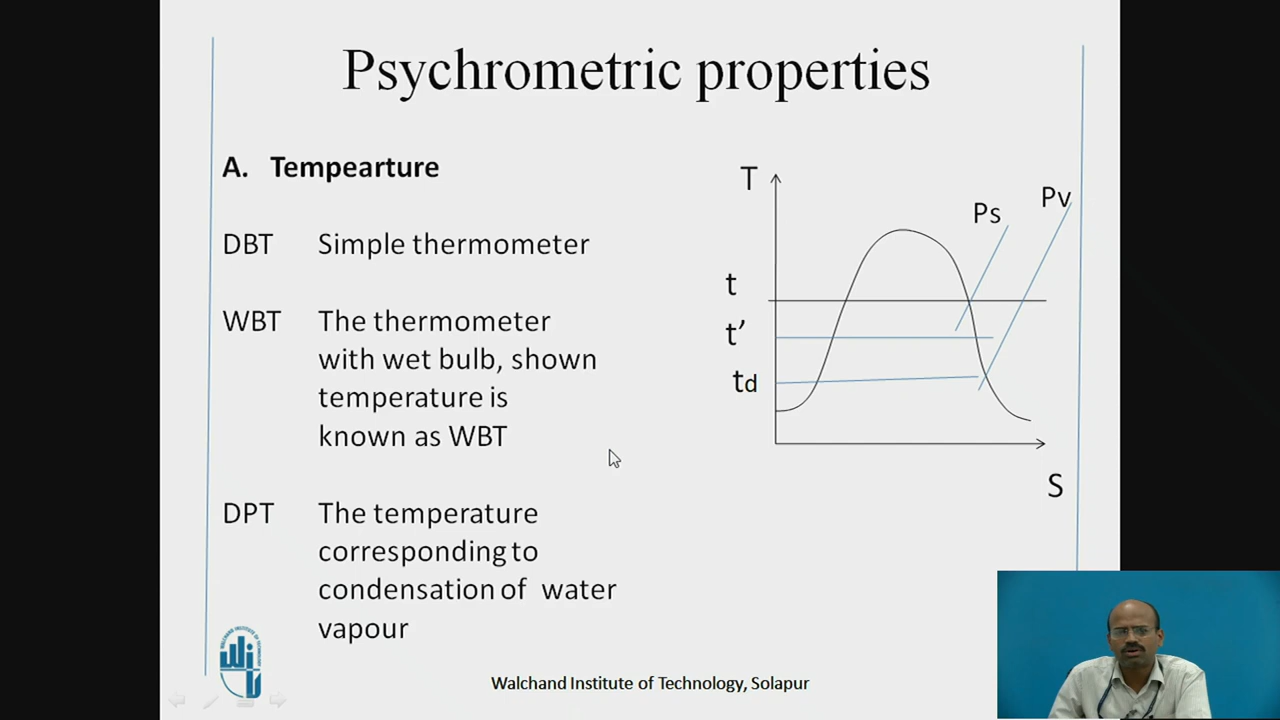 Psychrometric properties
A. Tempearture
DBT Simple thermometer
WBT The thermometer
with wet bulb, shown
temperature is
known as WBT
DPT The temperature
corresponding to
condensation of water
vapour
T
Ps
Pv
t
t’
td
S
Walchand Institute of Technology, Solapur